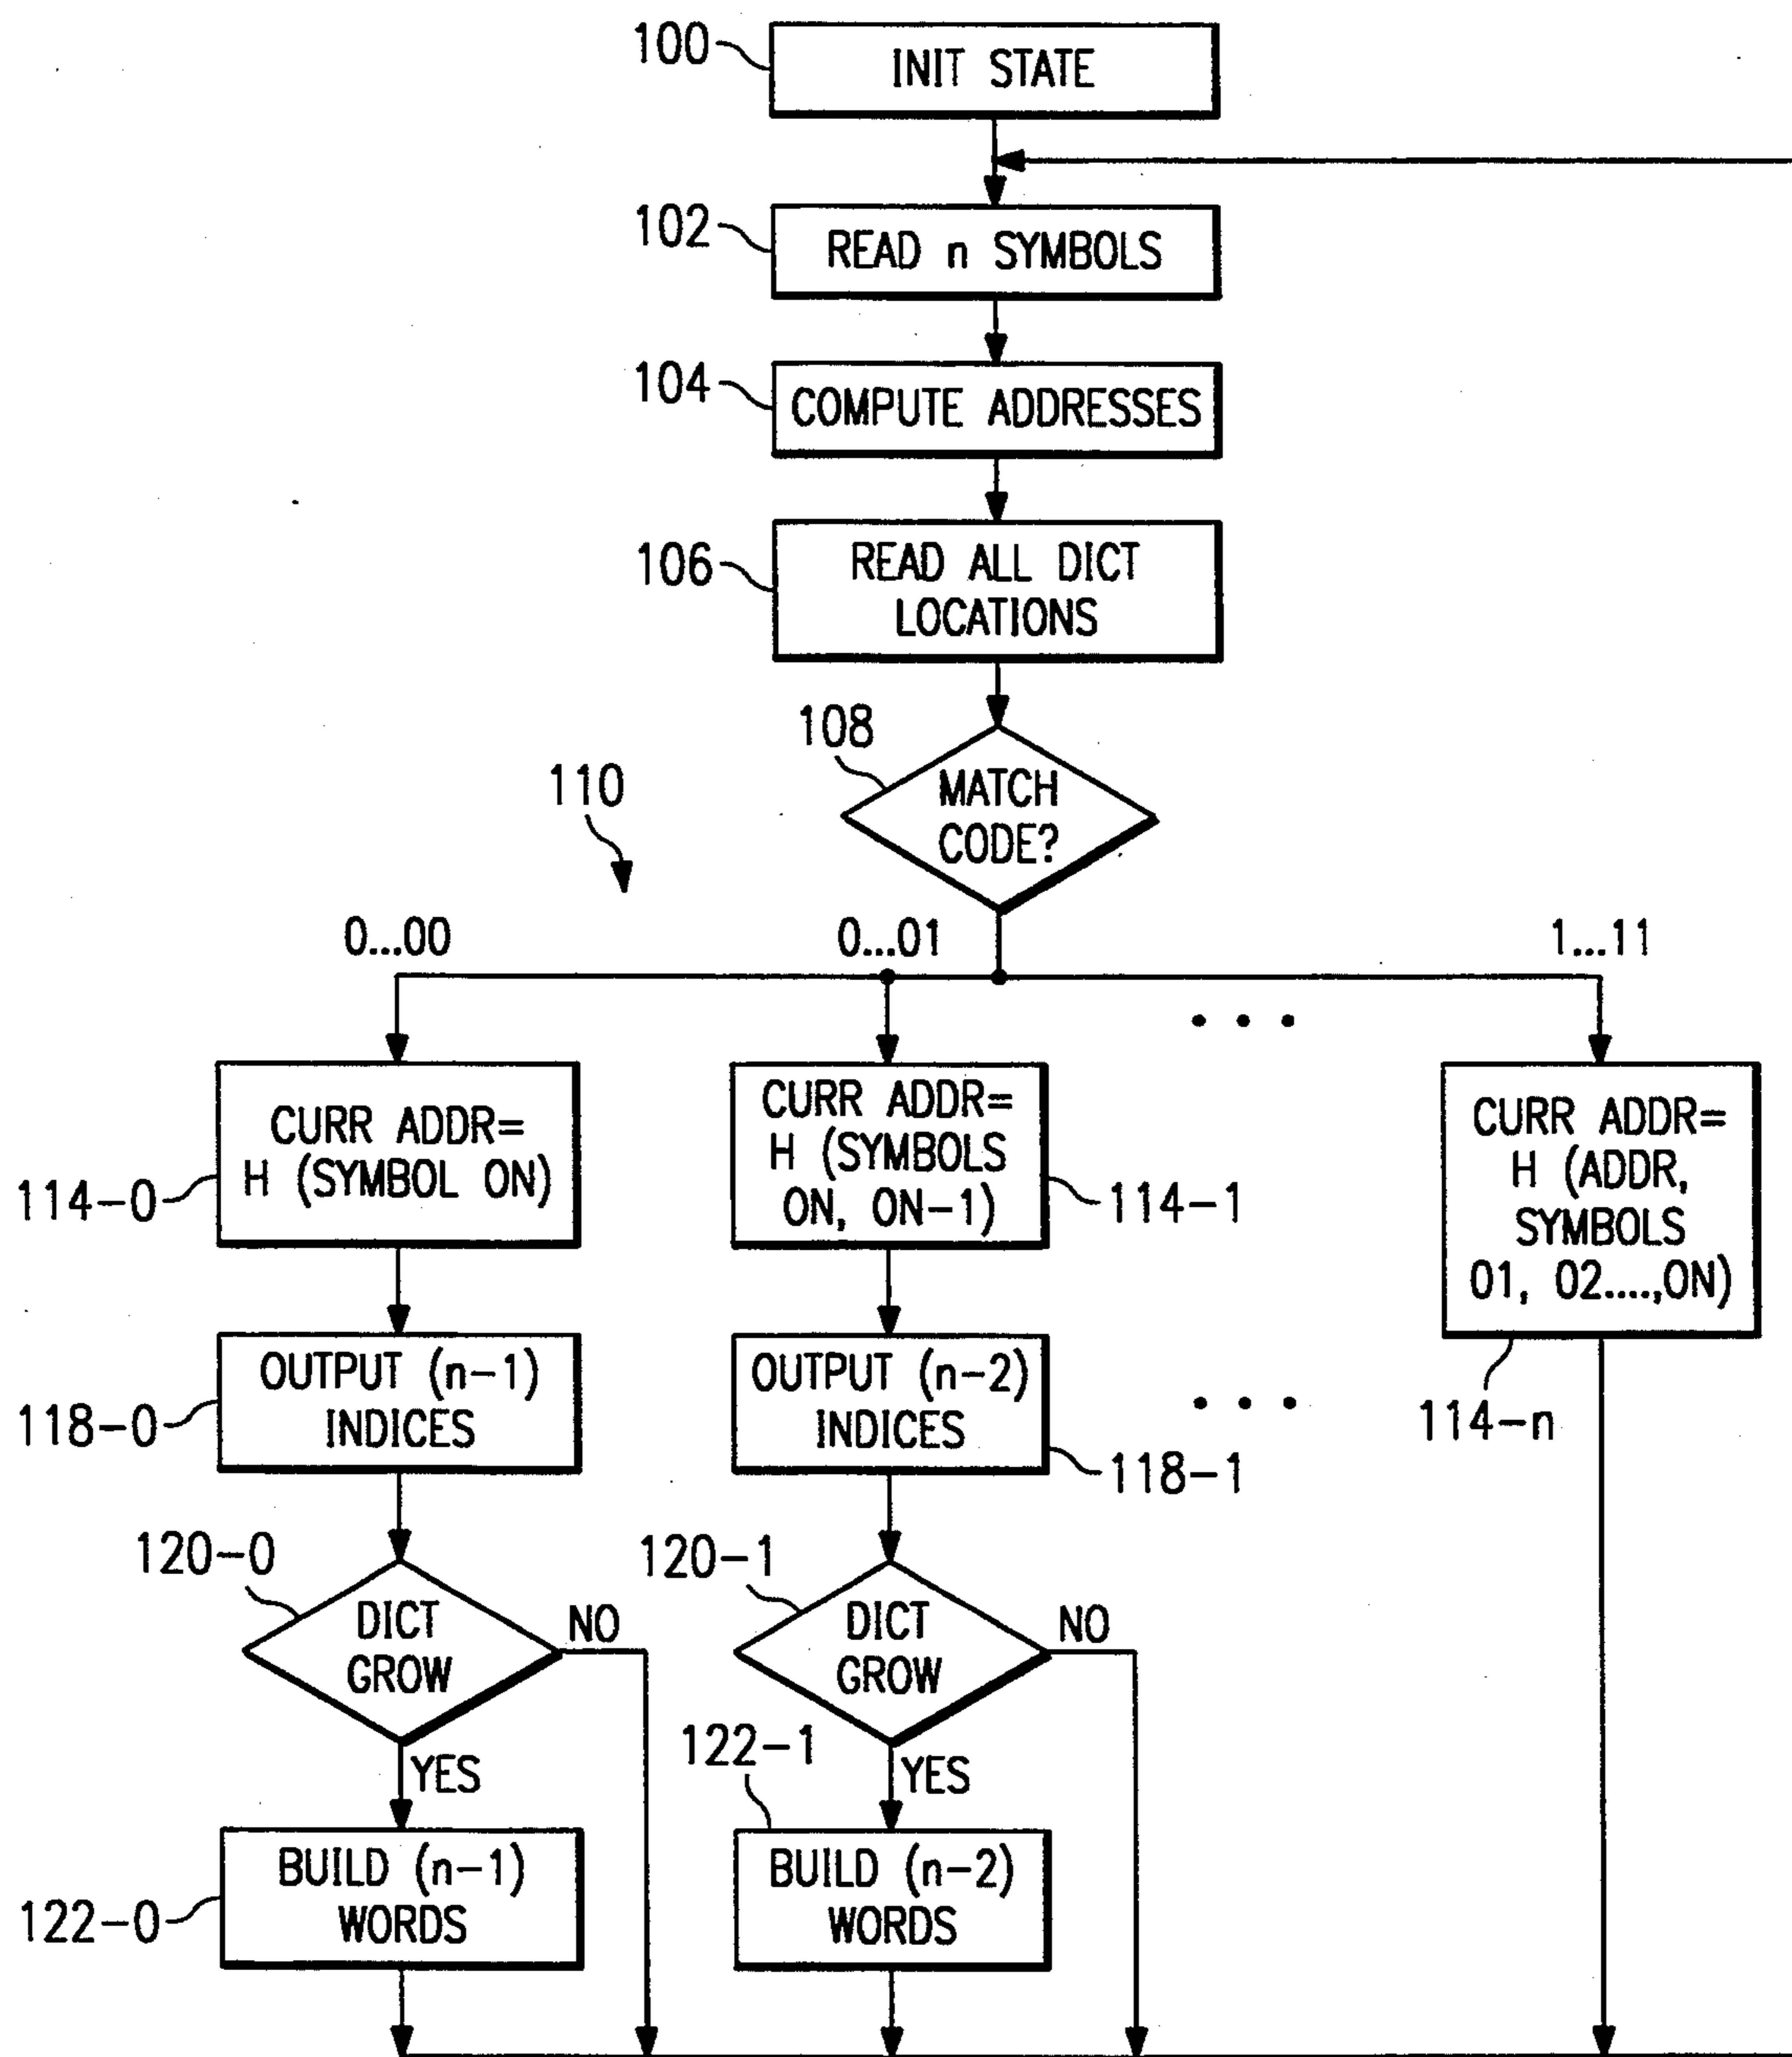 100
INIT STATE
102
READ n SYMBOLS
104
COMPUTE ADDRESSES
106
READ ALL DICT
LOCATIONS
108
MATCH
CODE?
110
0...00
0...01
1...11
CURR ADDR=
H (SYMBOL ON)
114-0
CURR ADDR=
H (SYMBOLS
ON, ON-1)
114-1
• • •
CURR ADDR=
H (ADDR,
SYMBOLS
01, 02....,ON)
114-n
OUTPUT (n-1)
INDICES
118-0
OUTPUT (n-2)
INDICES
118-1
• • •
120-0
DICT
GROW
NO
YES
120-1
DICT
GROW
NO
YES
BUILD (n-1)
WORDS
122-0
122-1
BUILD (n-2)
WORDS